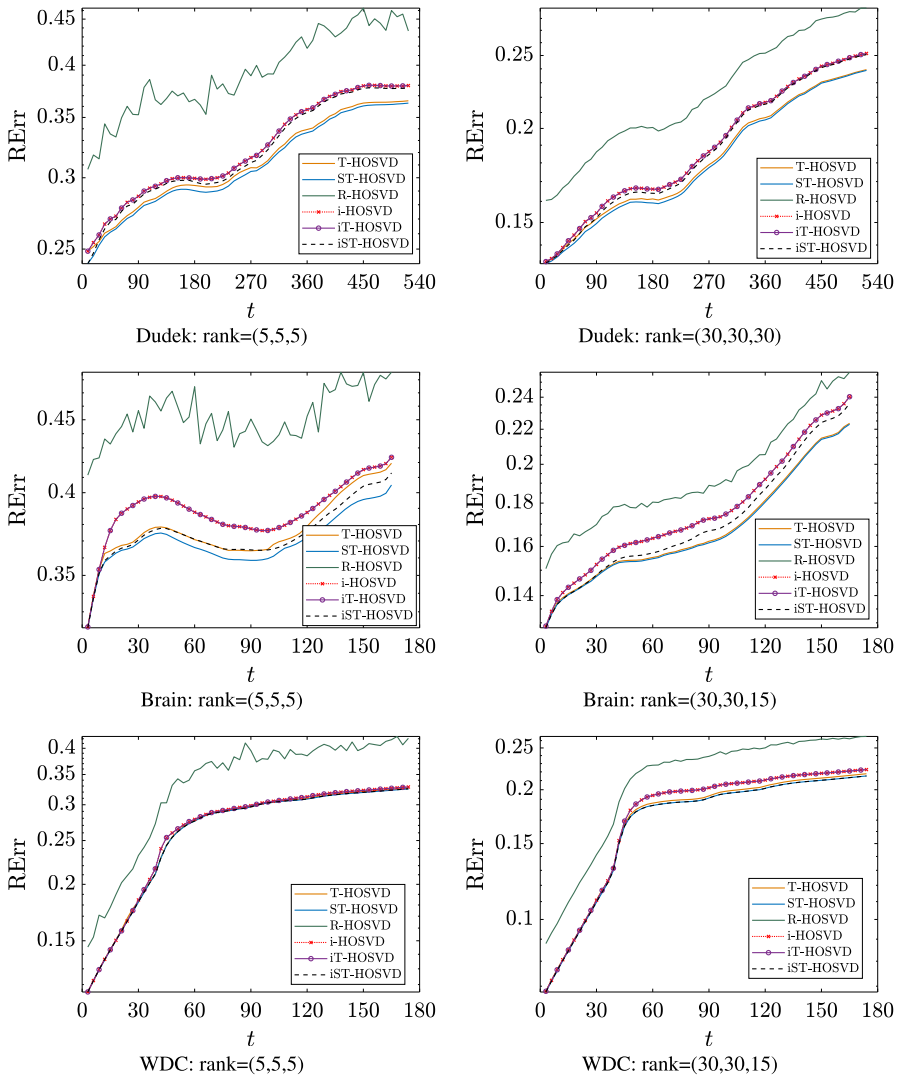 0.45
0.4
0.35
0.3
0.25
RErr
T-HOSVD
ST-HOSVD
R-HOSVD
i-HOSVD
iT-HOSVD
iST-HOSVD
0 90 180 270 360 450 540
t
Dudek: rank=(5,5,5)
0.25
0.2
0.15
RErr
T-HOSVD
ST-HOSVD
R-HOSVD
i-HOSVD
iT-HOSVD
iST-HOSVD
0 90 180 270 360 450 540
t
Dudek: rank=(30,30,30)
0.45
0.4
0.35
RErr
T-HOSVD
ST-HOSVD
R-HOSVD
i-HOSVD
iT-HOSVD
iST-HOSVD
0 30 60 90 120 150 180
t
Brain: rank=(5,5,5)
0.24
0.22
0.2
0.18
0.16
0.14
RErr
T-HOSVD
ST-HOSVD
R-HOSVD
i-HOSVD
iT-HOSVD
iST-HOSVD
0 30 60 90 120 150 180
t
Brain: rank=(30,30,15)
0.4
0.35
0.3
0.25
0.2
0.15
RErr
T-HOSVD
ST-HOSVD
R-HOSVD
i-HOSVD
iT-HOSVD
iST-HOSVD
0 30 60 90 120 150 180
t
WDC: rank=(5,5,5)
0.25
0.2
0.15
0.1
RErr
T-HOSVD
ST-HOSVD
R-HOSVD
i-HOSVD
iT-HOSVD
iST-HOSVD
0 30 60 90 120 150 180
t
WDC: rank=(30,30,15)